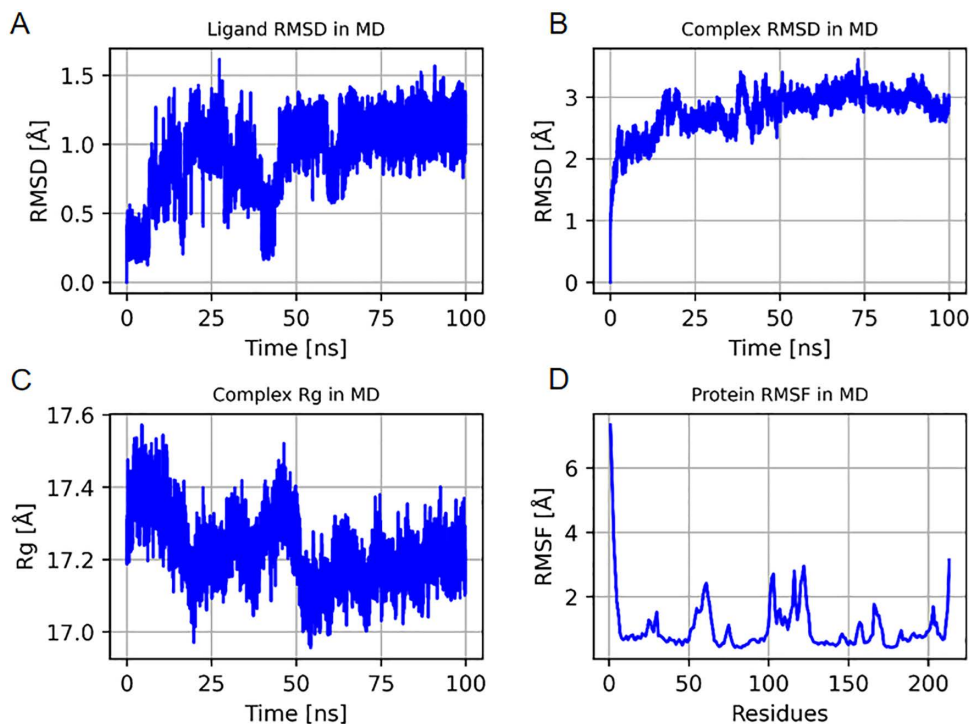 A
Ligand RMSD in MD
RMSD [Å]
1.5
1.0
0.5
0.0
0 25 50 75 100
Time [ns]
B
Complex RMSD in MD
RMSD [Å]
3
2
1
0
0 25 50 75 100
Time [ns]
C
Complex Rg in MD
Rg [Å]
17.6
17.4
17.2
17.0
0 25 50 75 100
Time [ns]
D
Protein RMSF in MD
RMSF [Å]
6
4
2
0 50 100 150 200
Residues